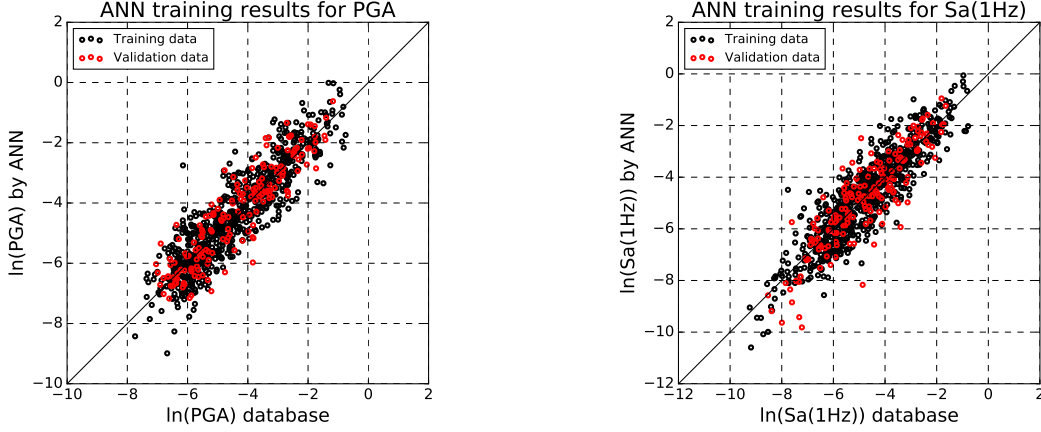 ANN training results for PGA
2
0
−2
−4
−6
−8
−10
ln(PGA) by ANN
Training data
Validation data
−10 −8 −6 −4 −2 0 2
ln(PGA) database
ANN training results for Sa(1Hz)
2
0
−2
−4
−6
−8
−10
−12
ln(Sa(1Hz)) by ANN
Training data
Validation data
−12 −10 −8 −6 −4 −2 0 2
ln(Sa(1Hz)) database